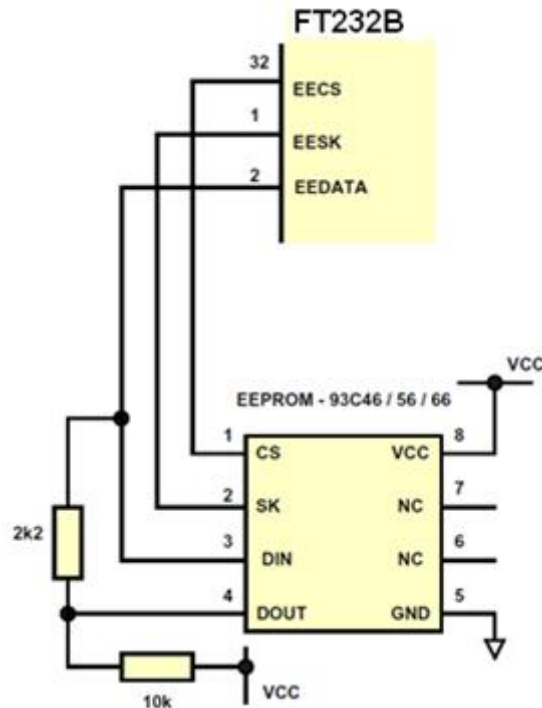 FT232B
32
EECS
1
EESK
2
EEDATA
VCC
EEPROM - 93C46 / 56 / 66
1
CS
VCC
8
2
SK
NC
7
2k2
3
DIN
NC
6
4
DOUT
GND
5
10k
VCC